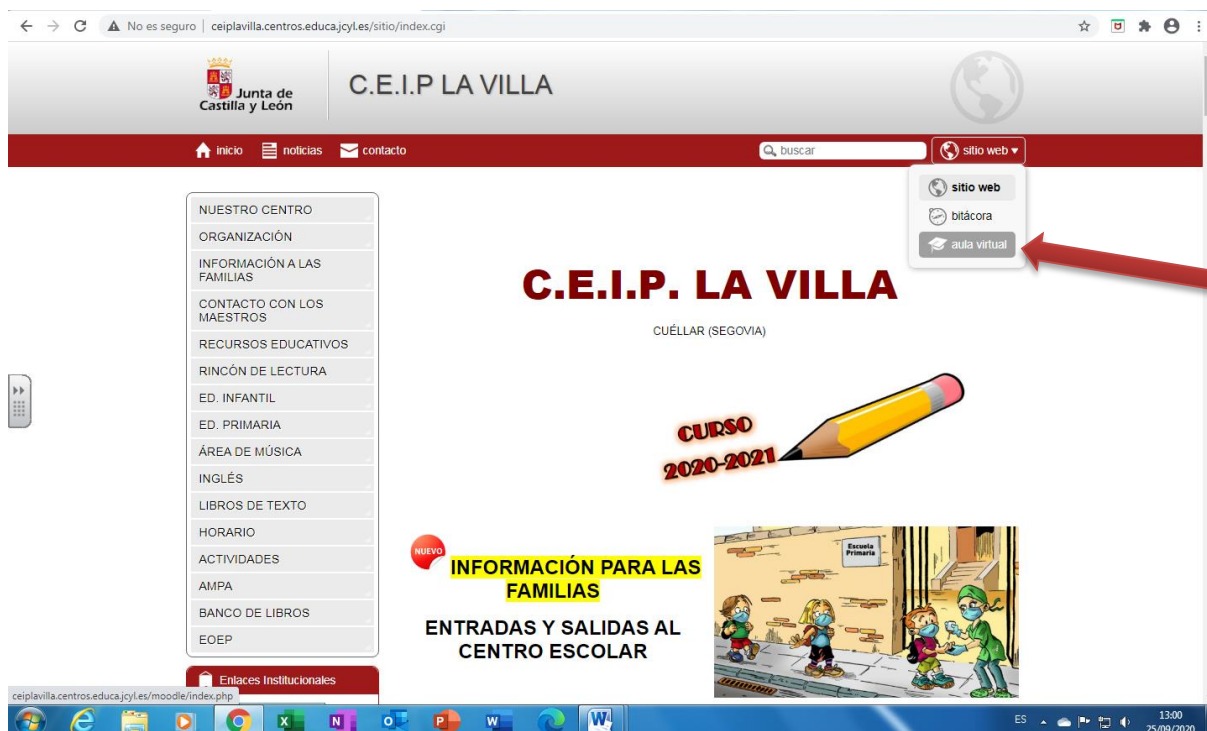 No es seguro | ceiplavilla.centros.educa.jcyl.es/sitio/index.cgi
Junta de
Castilla y León
C.E.I.P LA VILLA
inicio noticias contacto
buscar
sitio web
sitio web
bitácora
aula virtual
NUESTRO CENTRO
ORGANIZACIÓN
INFORMACIÓN A LAS
FAMILIAS
CONTACTO CON LOS
MAESTROS
RECURSOS EDUCATIVOS
RINCÓN DE LECTURA
ED. INFANTIL
ED. PRIMARIA
ÁREA DE MÚSICA
INGLÉS
LIBROS DE TEXTO
HORARIO
ACTIVIDADES
AMPA
BANCO DE LIBROS
EOEP
Enlaces Institucionales
C.E.I.P. LA VILLA
CUÉLLAR (SEGOVIA)
CURSO
2020-2021
NUEVO
INFORMACIÓN PARA LAS
FAMILIAS
ENTRADAS Y SALIDAS AL
CENTRO ESCOLAR
Escuela
Primaria
ceiplavilla.centros.educa.jcyl.es/moodle/index.php
ES
13:00
25/09/2020